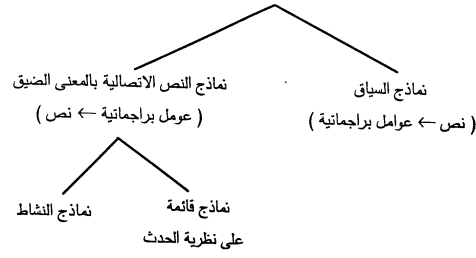 نماذج السياق
( نص ← عوامل براجماتية )
نماذج النص الاتصالية بالمعنى الضيق
( عومل براجماتية ← نص )
نماذج قائمة
على نظرية الحدث
نماذج النشاط